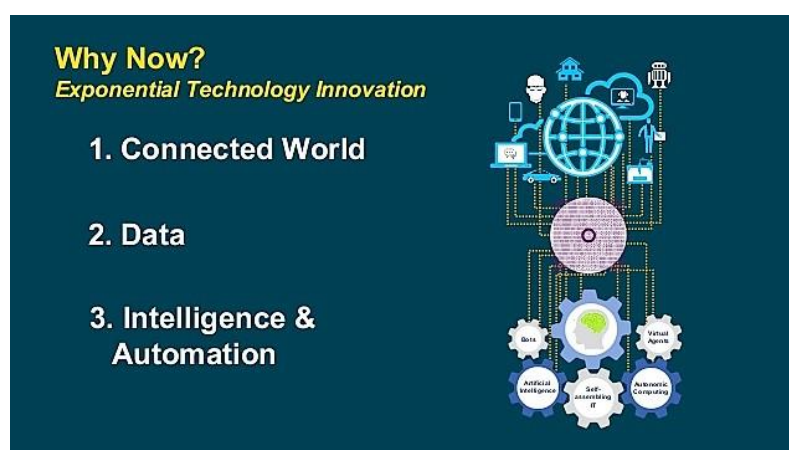 Why Now?
Exponential Technology Innovation
1. Connected World
2. Data
3. Intelligence &
Automation
Bots
Virtual
Agents
Artificial
Intelligence
Self-
assembling
IT
Autonomic
Computing